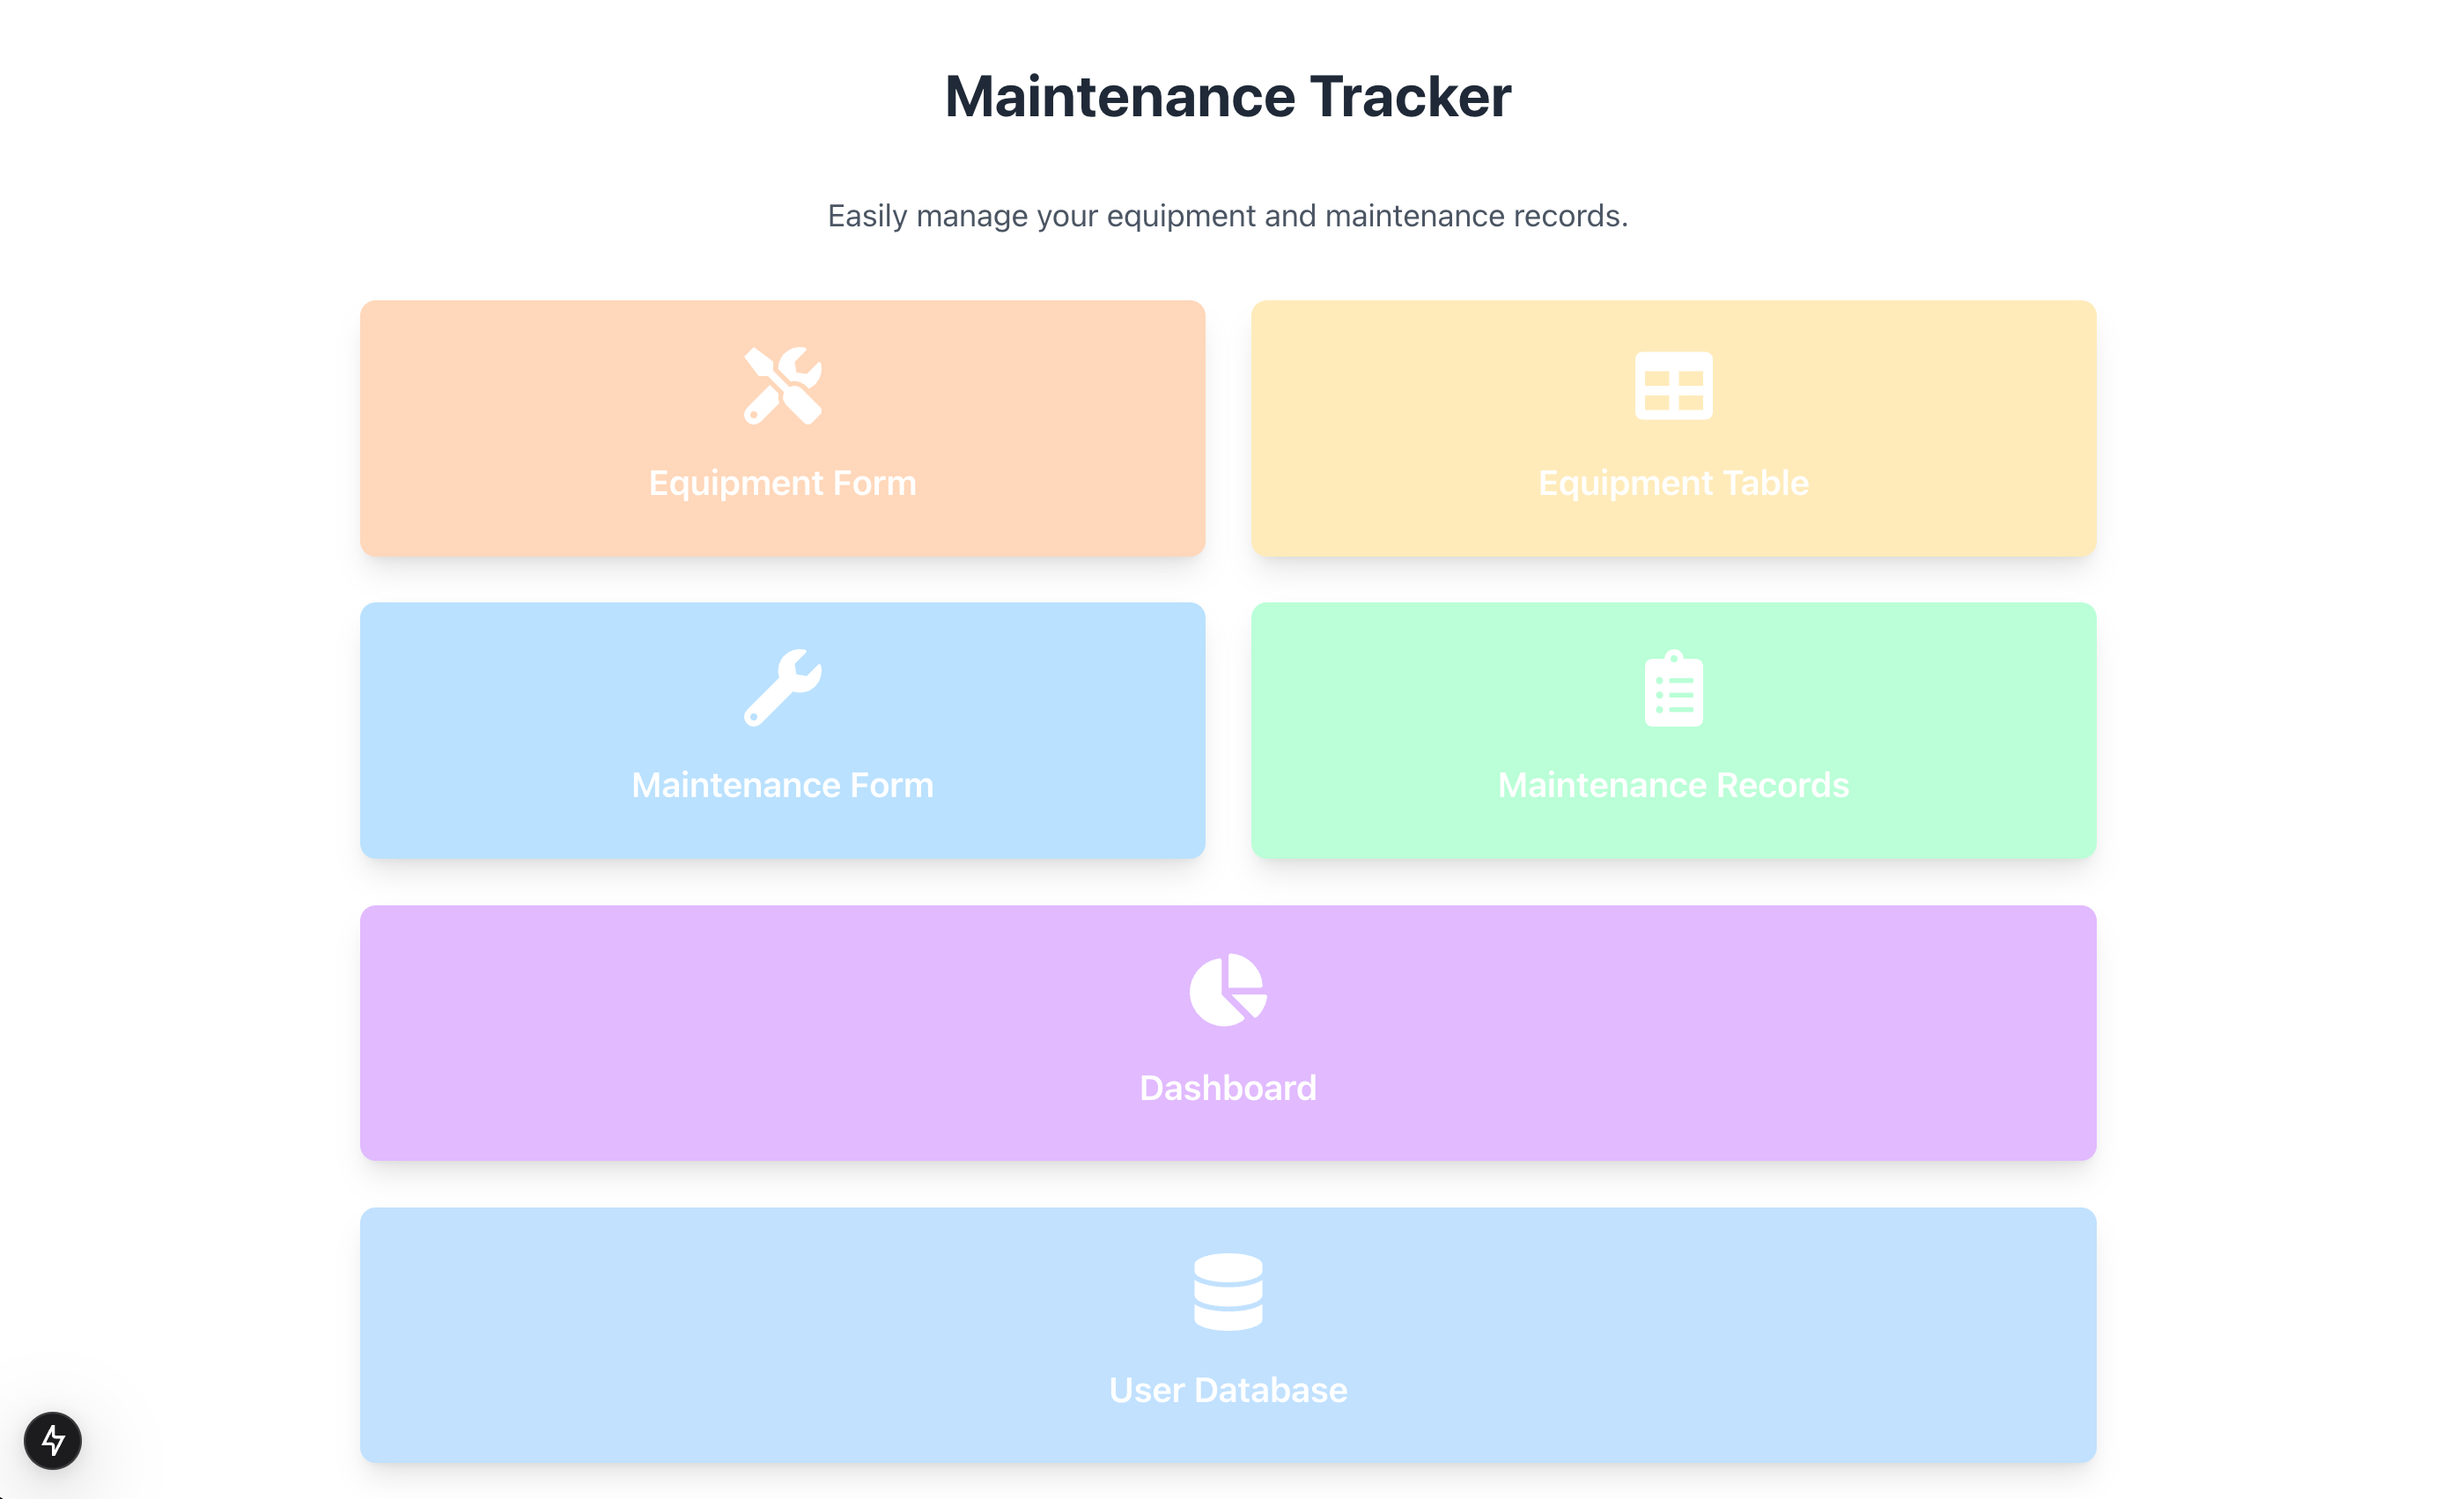 Maintenance Tracker
Easily manage your equipment and maintenance records.
Equipment Form
Equipment Table
Maintenance Form
Maintenance Records
Dashboard
User Database